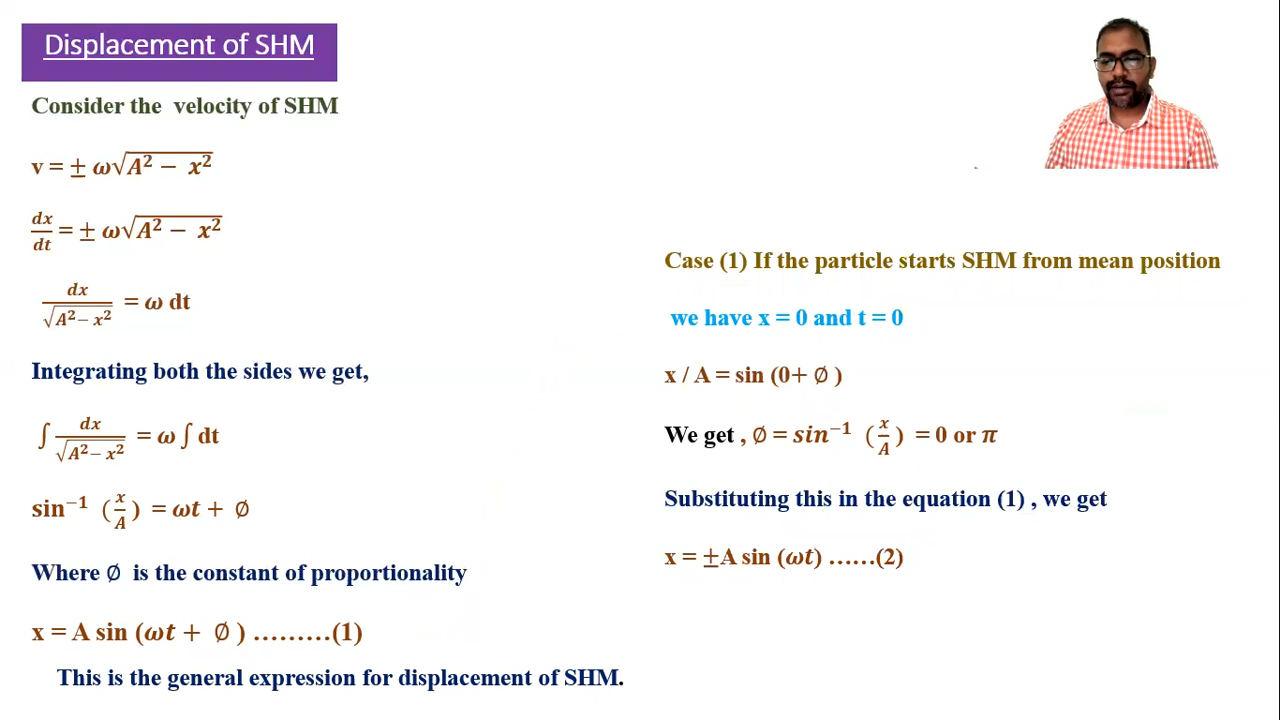 Displacement of SHM
Consider the velocity of SHM
v = ± ω√(A² − x²)
dx/dt = ± ω√(A² − x²)
dx/√(A² − x²) = ω dt
Integrating both the sides we get,
∫ dx/√(A² − x²) = ω ∫ dt
sin⁻¹ (x/A) = ωt + ∅
Where ∅ is the constant of proportionality
x = A sin (ωt + ∅ ) ………(1)
This is the general expression for displacement of SHM.
Case (1) If the particle starts SHM from mean position
we have x = 0 and t = 0
x / A = sin (0+ ∅ )
We get , ∅ = sin⁻¹ (x/A) = 0 or π
Substituting this in the equation (1) , we get
x = ±A sin (ωt) ……(2)